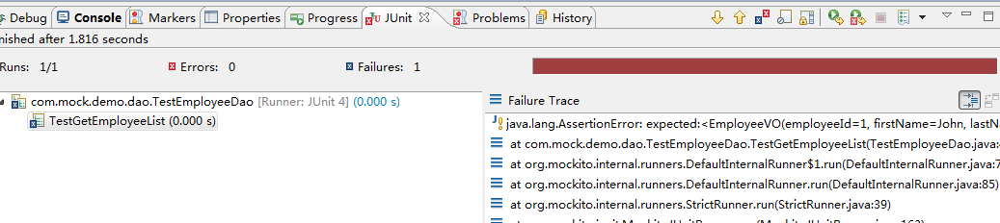 Debug Console Markers Properties Progress JUnit Problems History
nished after 1.816 seconds
Runs: 1/1 Errors: 0 Failures: 1
com.mock.demo.dao.TestEmployeeDao [Runner: JUnit 4] (0.000 s)
TestGetEmployeeList (0.000 s)
Failure Trace
java.lang.AssertionError: expected:<EmployeeVO(employeeId=1, firstName=John, lastNa
at com.mock.demo.dao.TestEmployeeDao.TestGetEmployeeList(TestEmployeeDao.java:
at org.mockito.internal.runners.DefaultInternalRunner$1.run(DefaultInternalRunner.java:7
at org.mockito.internal.runners.DefaultInternalRunner.run(DefaultInternalRunner.java:85)
at org.mockito.internal.runners.StrictRunner.run(StrictRunner.java:39)